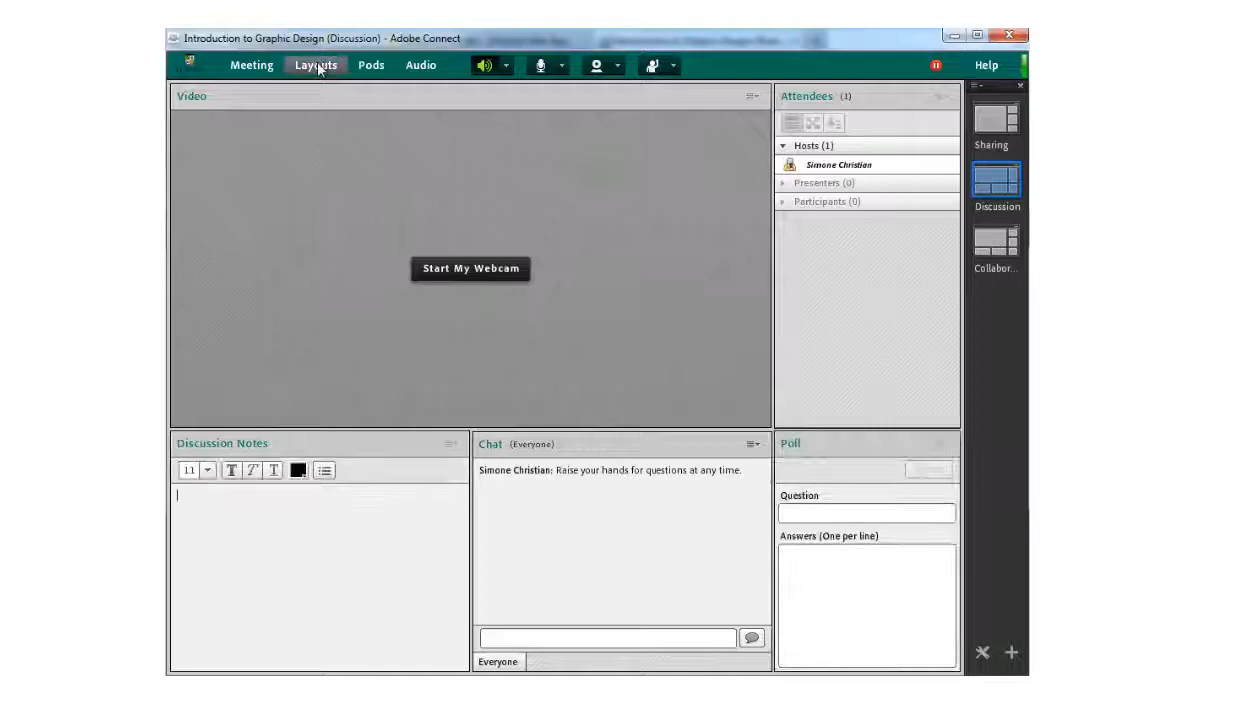 Introduction to Graphic Design (Discussion) - Adobe Connect
Meeting
Layouts
Pods
Audio
Help
Video
Start My Webcam
Attendees (1)
Hosts (1)
Simone Christian
Presenters (0)
Participants (0)
Sharing
Discussion
Collabor...
Discussion Notes
11
Chat (Everyone)
Simone Christian: Raise your hands for questions at any time.
Everyone
Poll
Question
Answers (One per line)